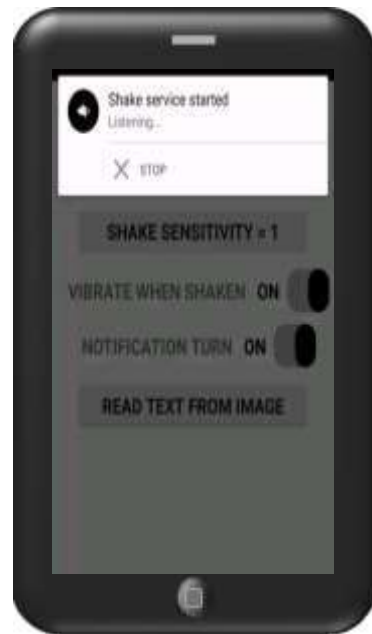 Shake service started
Listening...
STOP
SHAKE SENSITIVITY = 1
VIBRATE WHEN SHAKEN ON
NOTIFICATION TURN ON
READ TEXT FROM IMAGE